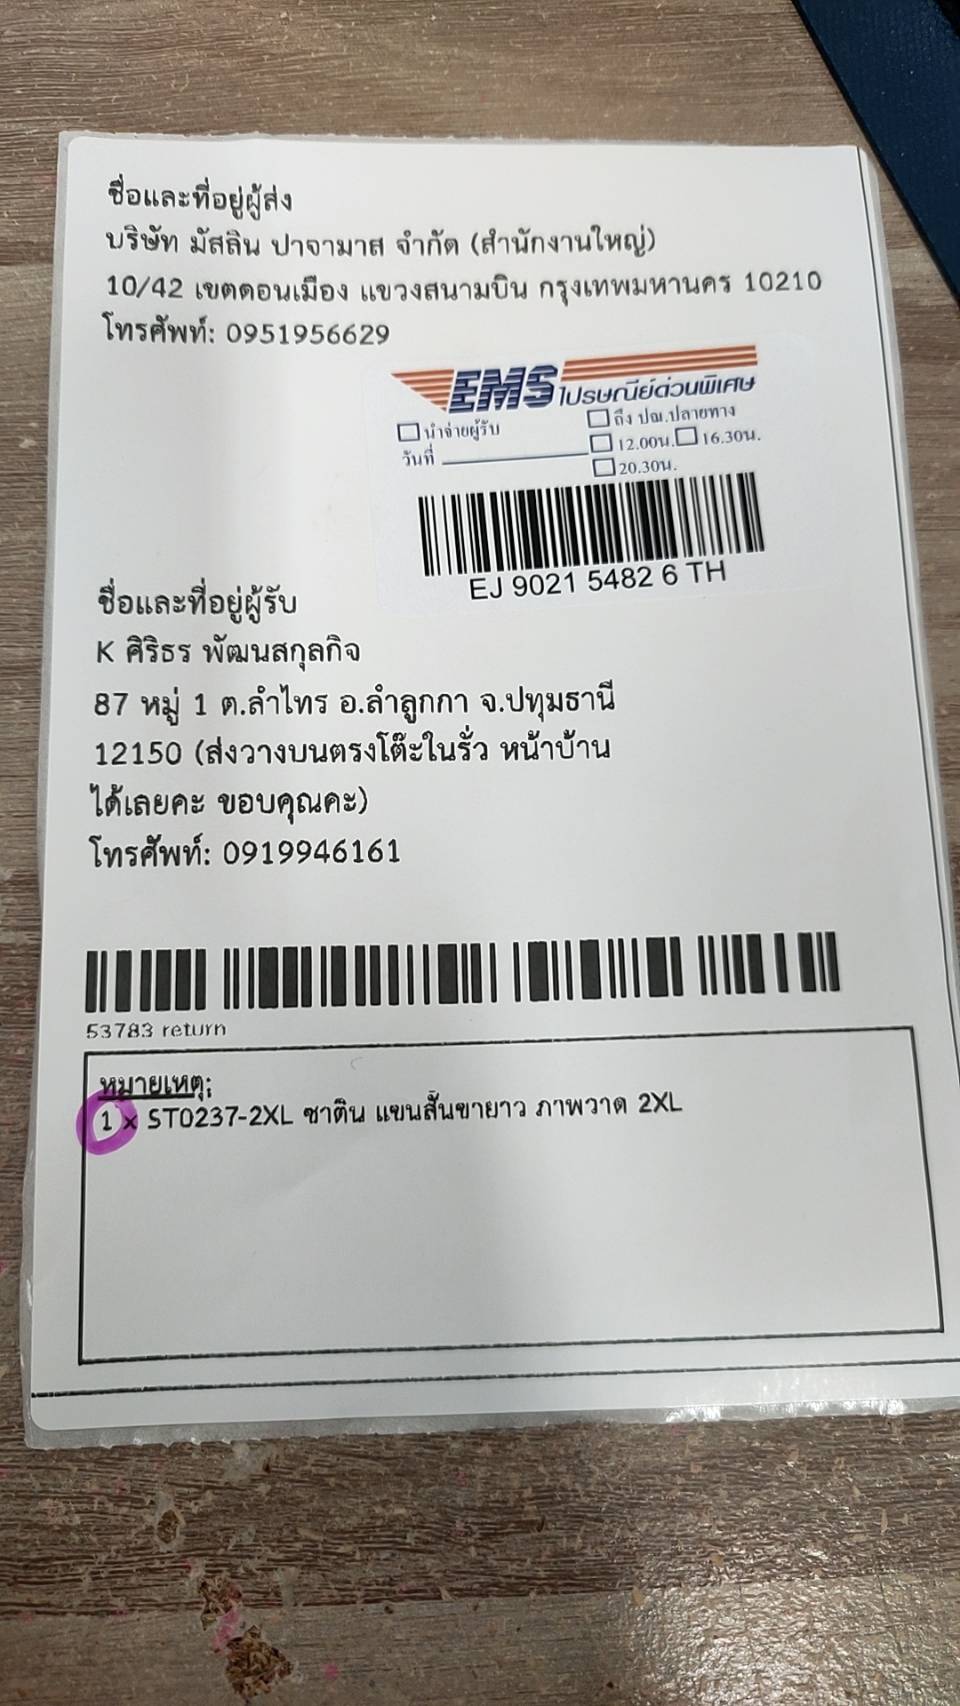 ชื่อและที่อยู่ผู้ส่ง
บริษัท มัสลิน ปาจามาส จำกัด (สำนักงานใหญ่)
10/42 เขตดอนเมือง แขวงสนามบิน กรุงเทพมหานคร 10210
โทรศัพท์: 0951956629
EMS ไปรษณีย์ด่วนพิเศษ
นำจ่ายผู้รับ ถึง ปณ.ปลายทาง
วันที่ 12.00น. 16.30น.
20.30น.
EJ 9021 5482 6 TH
ชื่อและที่อยู่ผู้รับ
K ศิริธร พัฒนสกุลกิจ
87 หมู่ 1 ต.ลำไทร อ.ลำลูกกา จ.ปทุมธานี
12150 (ส่งวางบนตรงโต๊ะในรั่ว หน้าบ้าน
ได้เลยคะ ขอบคุณคะ)
โทรศัพท์: 0919946161
53783 return
หมายเหตุ:
1 x ST0237-2XL ซาติน แขนสั้นขายาว ภาพวาด 2XL